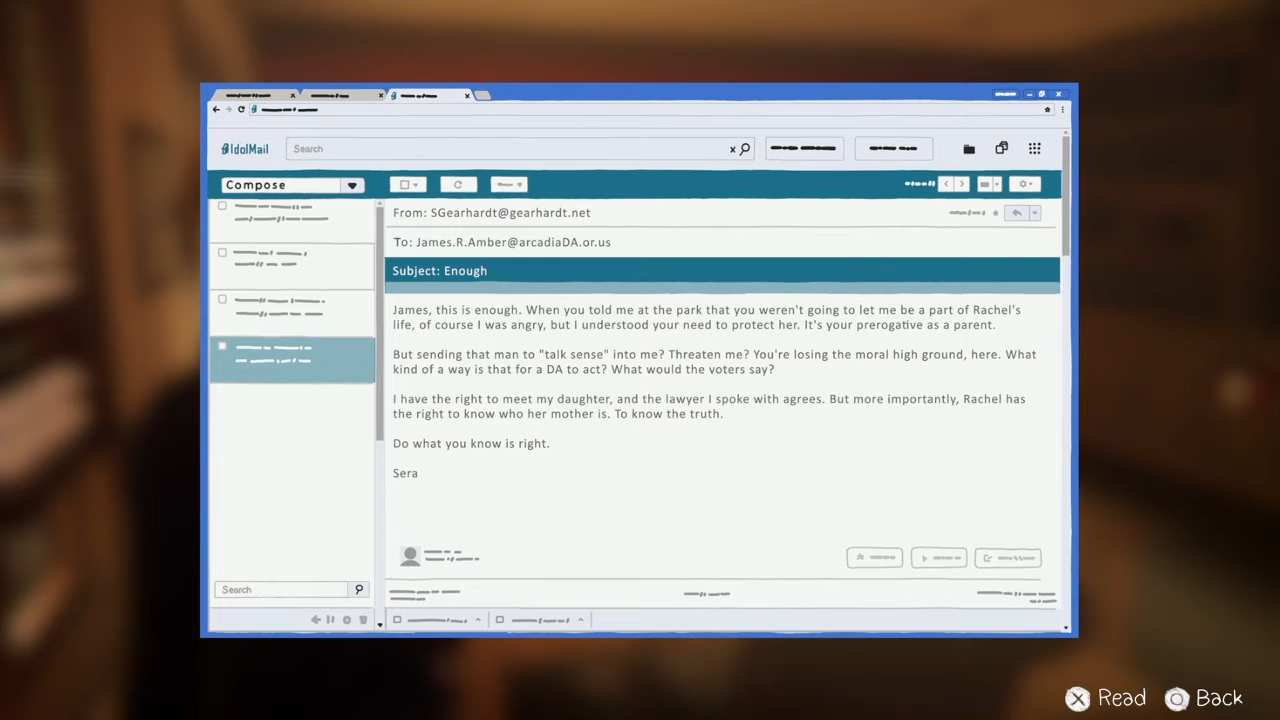 IdolMail
Search
x
Compose
From: SGearhardt@gearhardt.net
To: James.R.Amber@arcadiaDA.or.us
Subject: Enough
James, this is enough. When you told me at the park that you weren't going to let me be a part of Rachel's
life, of course I was angry, but I understood your need to protect her. It's your prerogative as a parent.
But sending that man to "talk sense" into me? Threaten me? You're losing the moral high ground, here. What
kind of a way is that for a DA to act? What would the voters say?
I have the right to meet my daughter, and the lawyer I spoke with agrees. But more importantly, Rachel has
the right to know who her mother is. To know the truth.
Do what you know is right.
Sera
Search
Read
Back